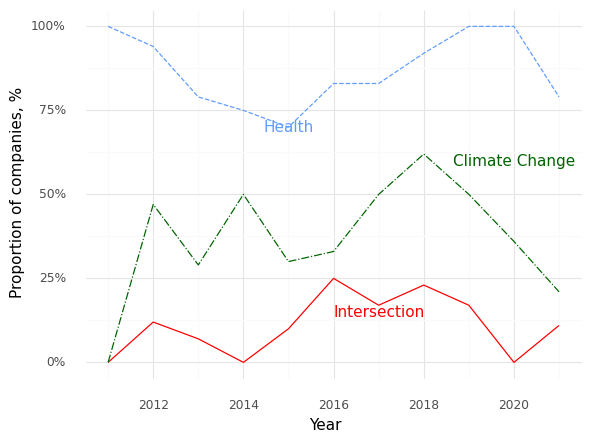 100%
75%
50%
25%
0%
Proportion of companies, %
Health
Climate Change
Intersection
2012 2014 2016 2018 2020
Year